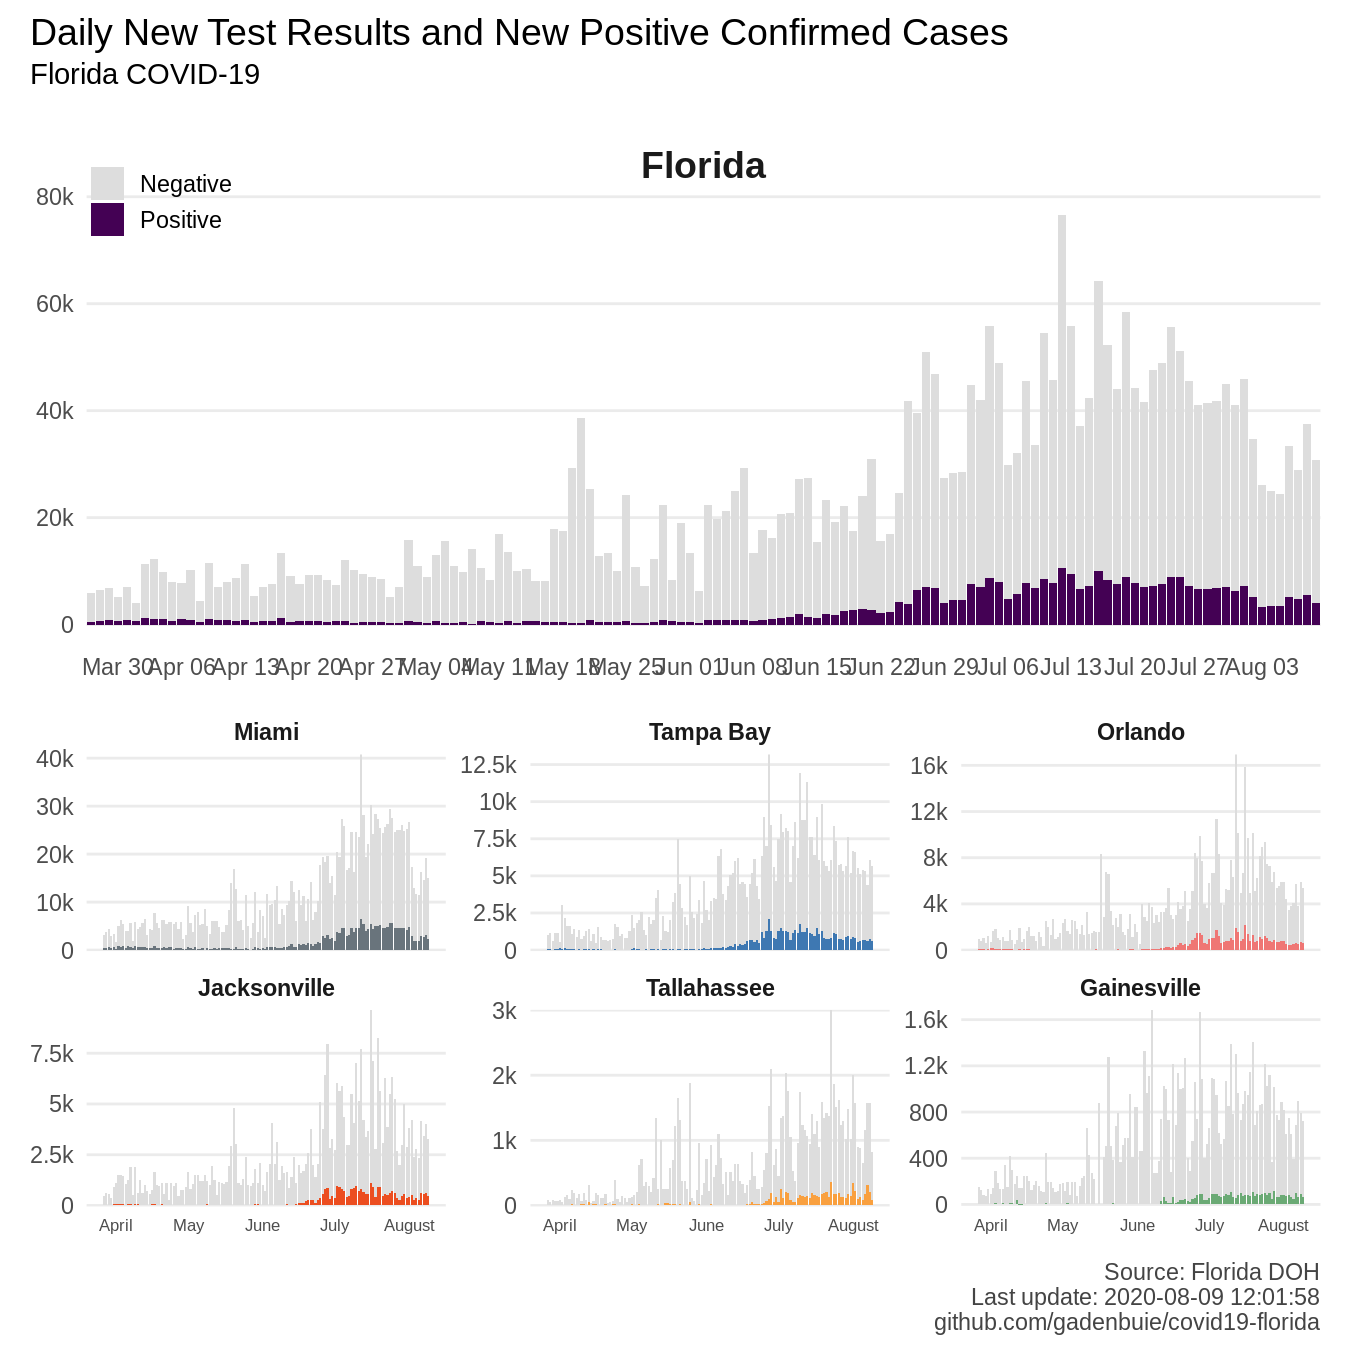 Daily New Test Results and New Positive Confirmed Cases
Florida COVID-19
Florida
Negative
Positive
80k
60k
40k
20k
0
Mar 30 Apr 06 Apr 13 Apr 20 Apr 27 May 04 May 11 May 18 May 25 Jun 01 Jun 08 Jun 15 Jun 22 Jun 29 Jul 06 Jul 13 Jul 20 Jul 27 Aug 03
Miami
40k
30k
20k
10k
0
Tampa Bay
12.5k
10k
7.5k
5k
2.5k
0
Orlando
16k
12k
8k
4k
0
Jacksonville
7.5k
5k
2.5k
0
April May June July August
Tallahassee
3k
2k
1k
0
April May June July August
Gainesville
1.6k
1.2k
800
400
0
April May June July August
Source: Florida DOH
Last update: 2020-08-09 12:01:58
github.com/gadenbuie/covid19-florida